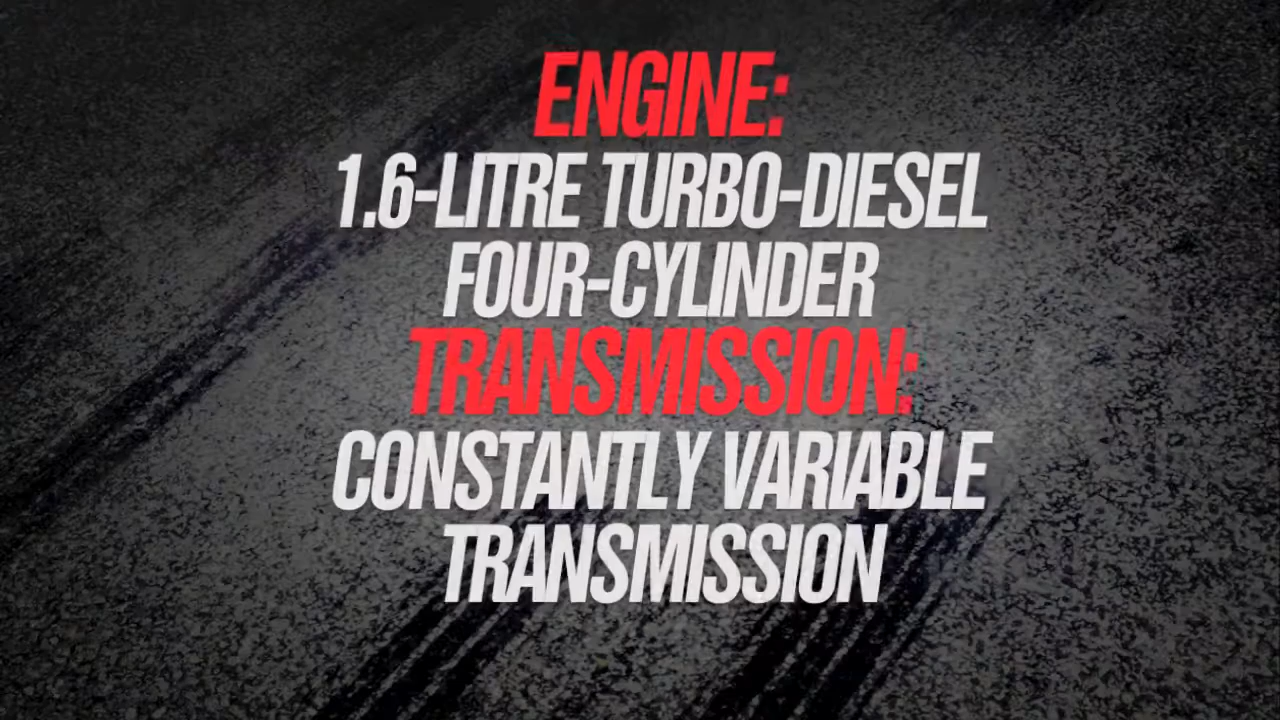 ENGINE:
1.6-LITRE TURBO-DIESEL
FOUR-CYLINDER
TRANSMISSION:
CONSTANTLY VARIABLE
TRANSMISSION